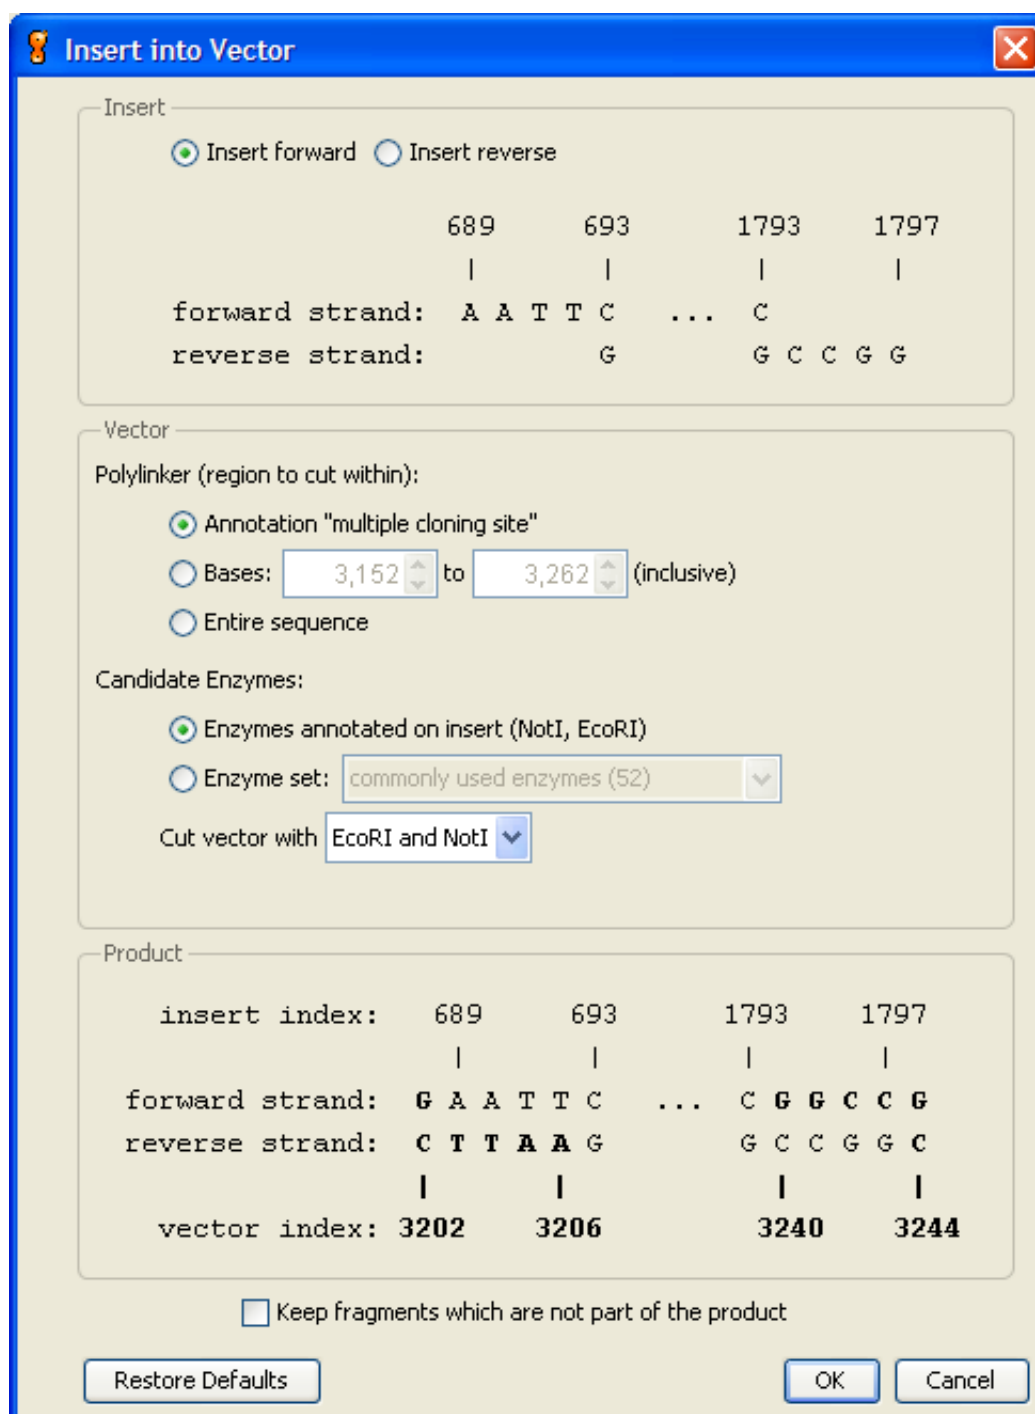 Insert into Vector
Insert
Insert forward Insert reverse
689 693 1793 1797
| | | |
forward strand: A A T T C ... C
reverse strand: G G C C G G
Vector
Polylinker (region to cut within):
Annotation "multiple cloning site"
Bases: 3,152 to 3,262 (inclusive)
Entire sequence
Candidate Enzymes:
Enzymes annotated on insert (NotI, EcoRI)
Enzyme set: commonly used enzymes (52)
Cut vector with EcoRI and NotI
Product
insert index: 689 693 1793 1797
| | | |
forward strand: G A A T T C ... C G G C C G
reverse strand: C T T A A G G C C G G C
| | | |
vector index: 3202 3206 3240 3244
Keep fragments which are not part of the product
Restore Defaults OK Cancel